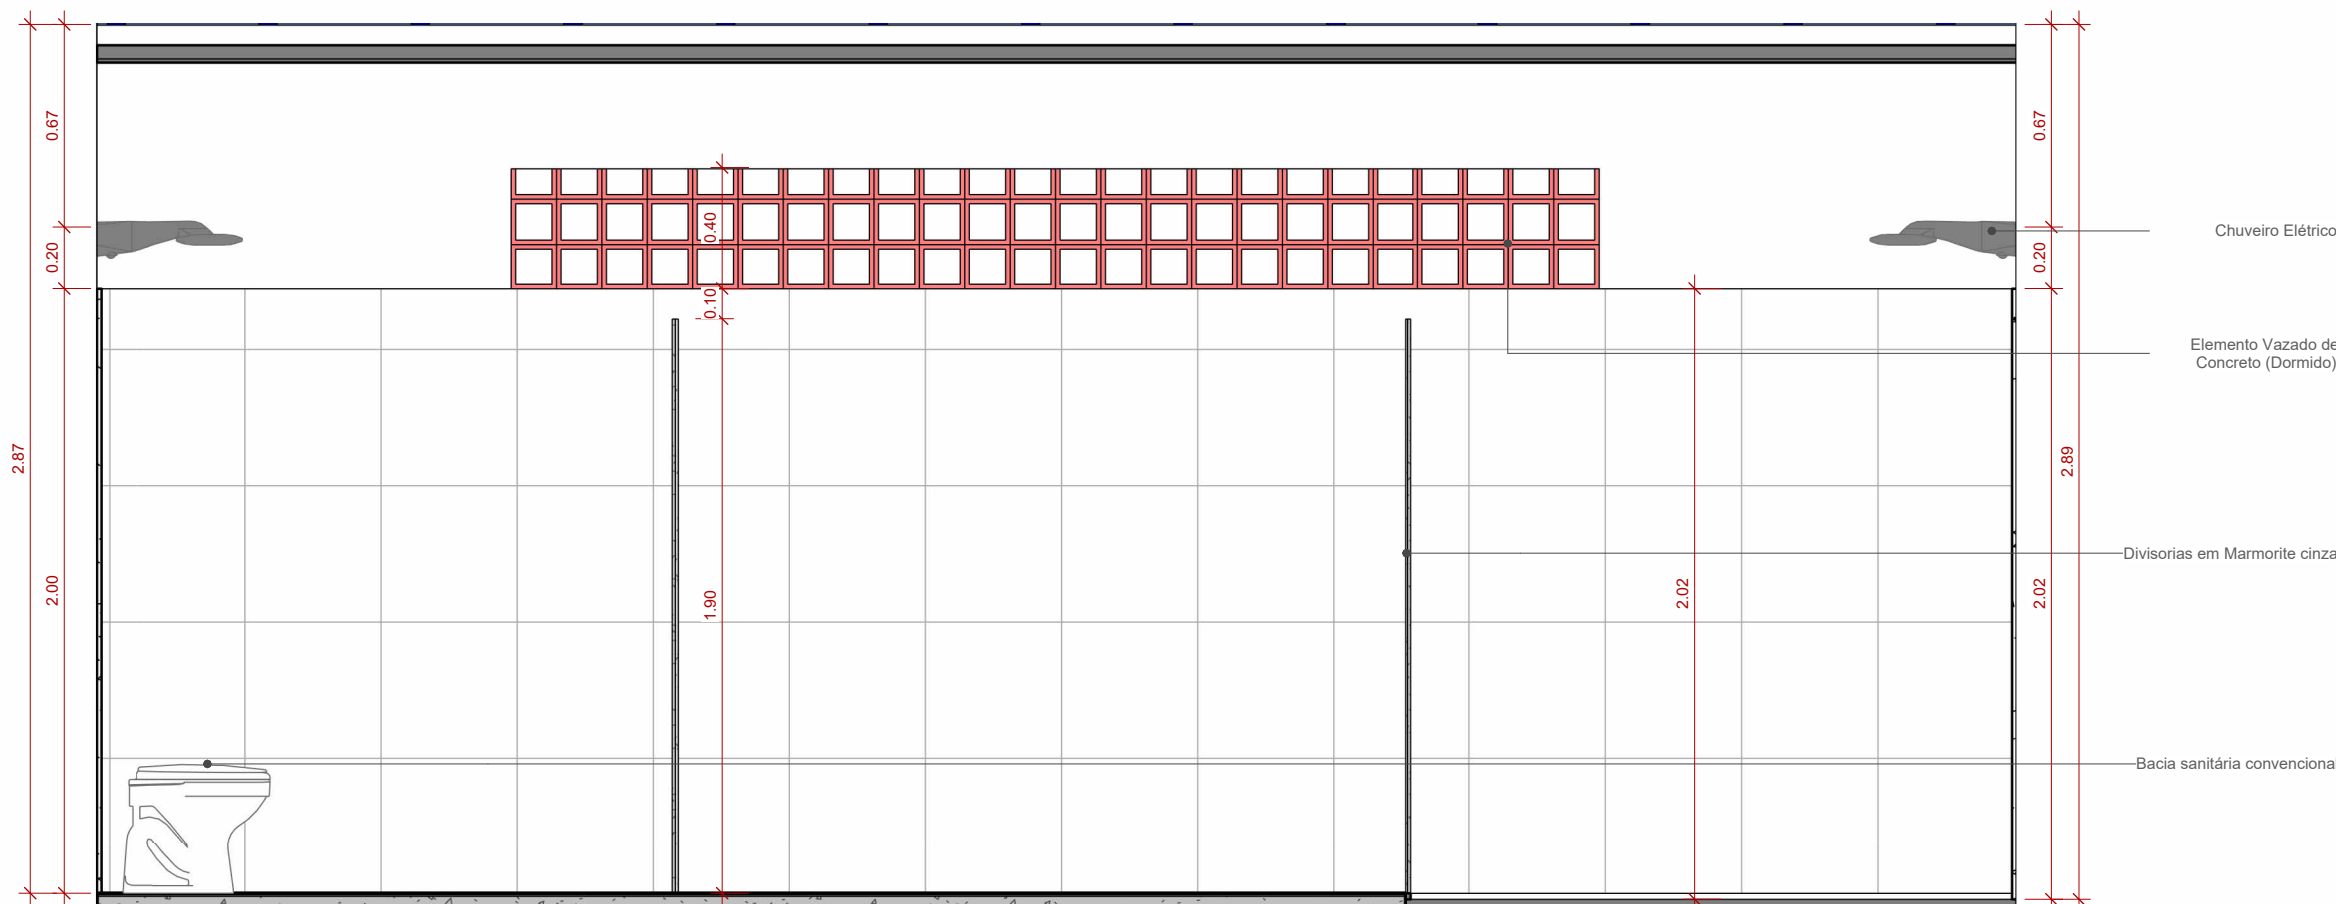 0.67
0.67
0.40
Chuveiro Elétrico
0.20
0.20
0.10
Elemento Vazado de
Concreto (Dormido)
2.87
2.89
Divisorias em Marmorite cinza
2.00
1.90
2.02
2.02
Bacia sanitária convencional